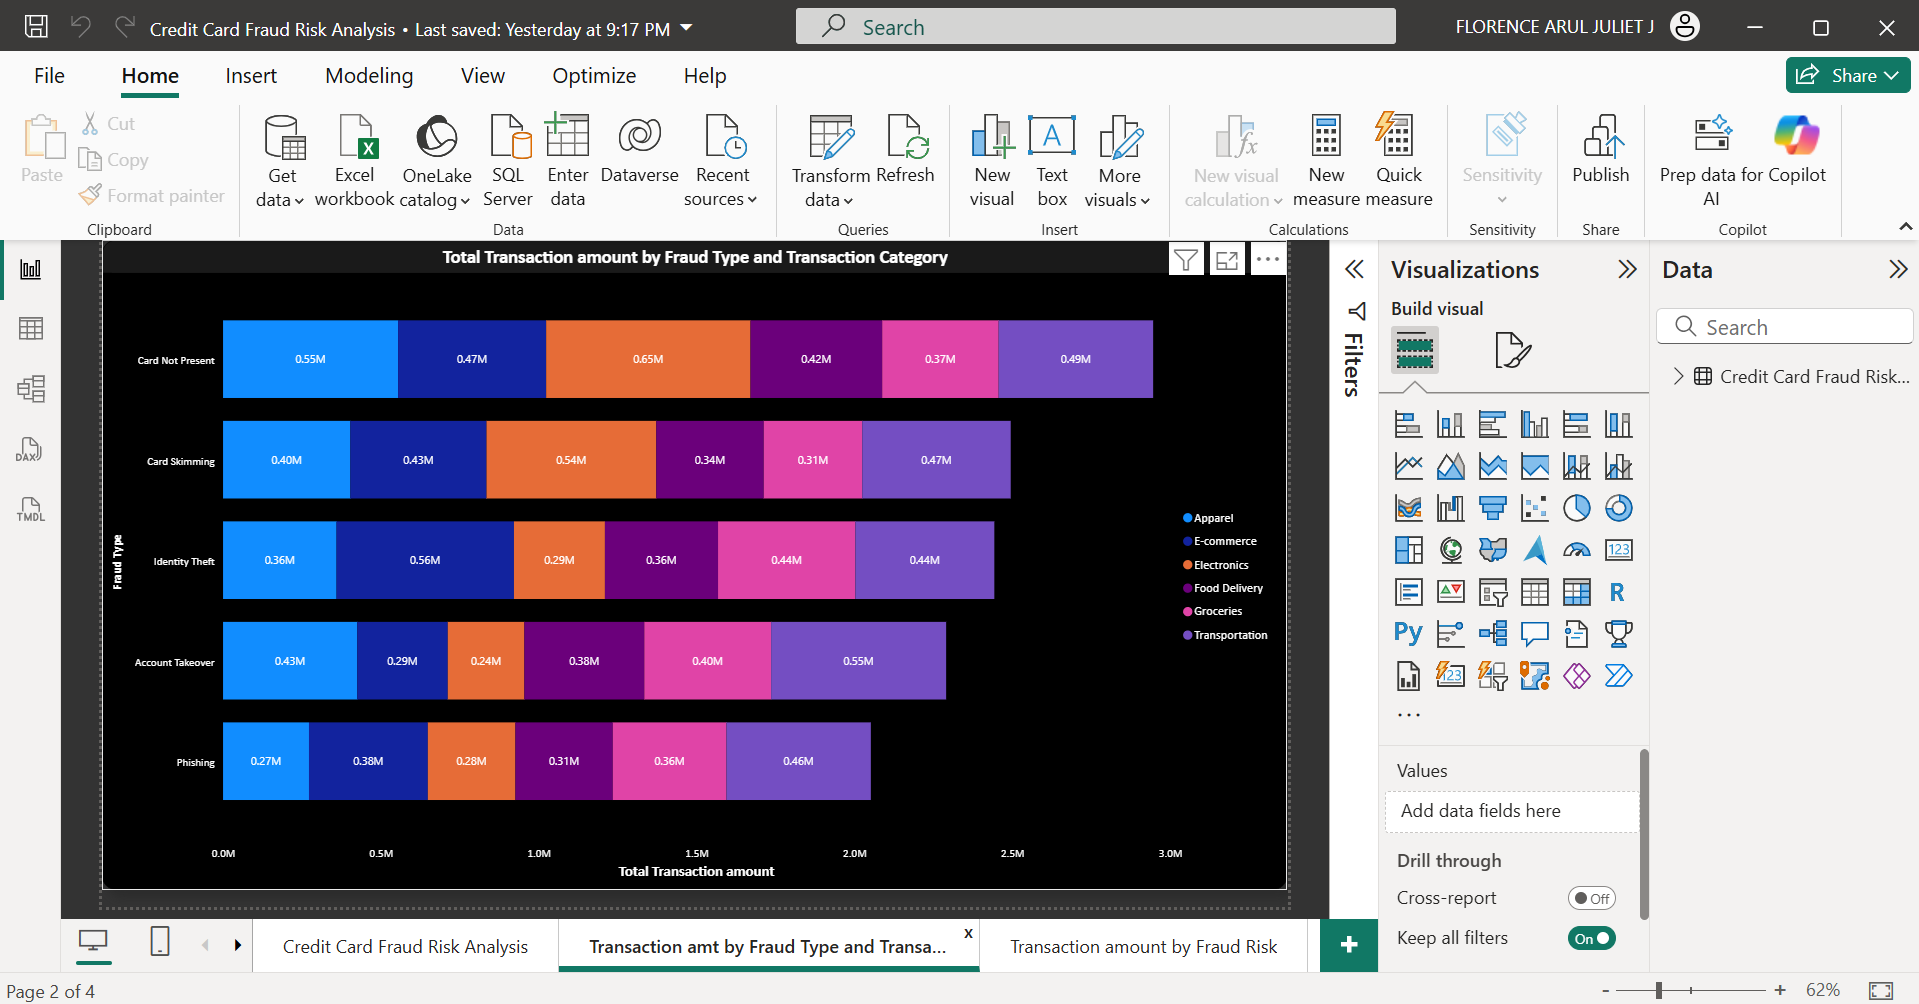 Credit Card Fraud Risk Analysis • Last saved: Yesterday at 9:17 PM
Search
FLORENCE ARUL JULIET J
File Home Insert Modeling View Optimize Help
Share
Paste
Cut
Copy
Format painter
Clipboard
Get data
Excel workbook
OneLake catalog
SQL Server
Enter data
Dataverse
Recent sources
Data
Transform data
Refresh
Queries
New visual
Text box
More visuals
Insert
New visual calculation
New measure
Quick measure
Calculations
Sensitivity
Sensitivity
Publish
Share
Prep data for AI
Copilot
Copilot
Total Transaction amount by Fraud Type and Transaction Category
Fraud Type
Card Not Present 0.55M 0.47M 0.65M 0.42M 0.37M 0.49M
Card Skimming 0.40M 0.43M 0.54M 0.34M 0.31M 0.47M
Identity Theft 0.36M 0.56M 0.29M 0.36M 0.44M 0.44M
Account Takeover 0.43M 0.29M 0.24M 0.38M 0.40M 0.55M
Phishing 0.27M 0.38M 0.28M 0.31M 0.36M 0.46M
0.0M 0.5M 1.0M 1.5M 2.0M 2.5M 3.0M
Total Transaction amount
Apparel
E-commerce
Electronics
Food Delivery
Groceries
Transportation
Filters
Visualizations
Build visual
123
R
Py
123
...
Values
Add data fields here
Drill through
Cross-report Off
Keep all filters On
Data
Search
Credit Card Fraud Risk...
DAX
TMDL
Credit Card Fraud Risk Analysis
Transaction amt by Fraud Type and Transa... x
Transaction amount by Fraud Risk
+
Page 2 of 4
- + 62%